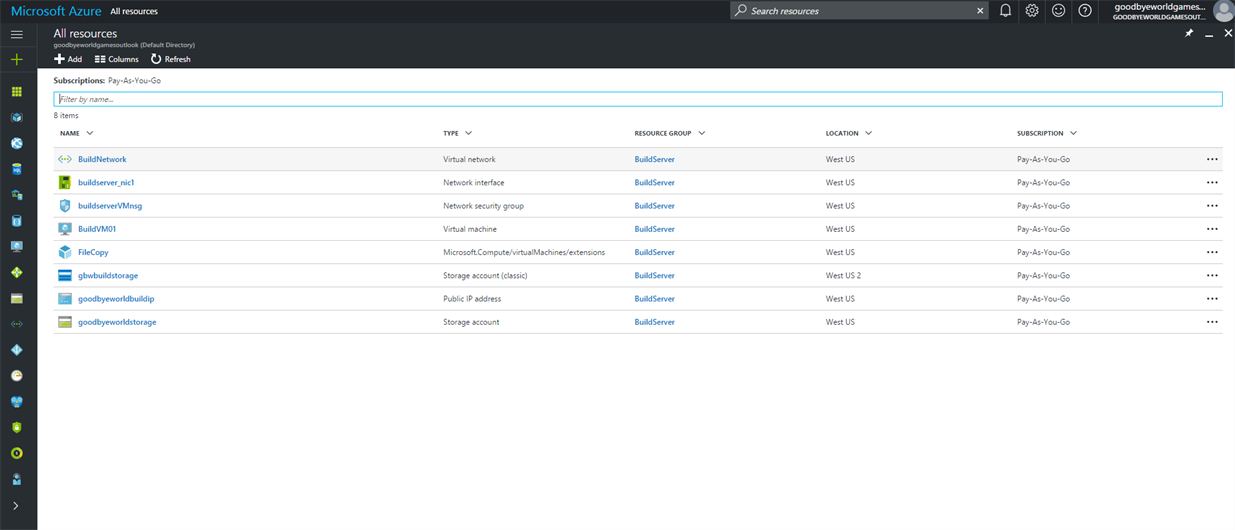 Microsoft Azure All resources Search resources goodbyeworldgames...
GOODBYEWORLDGAMESOUT...
All resources
goodbyeworldgamesoutlook (Default Directory)
Add Columns Refresh
Subscriptions: Pay-As-You-Go
Filter by name...
8 items
NAME TYPE RESOURCE GROUP LOCATION SUBSCRIPTION
BuildNetwork Virtual network BuildServer West US Pay-As-You-Go
buildserver_nic1 Network interface BuildServer West US Pay-As-You-Go
buildserverVMnsg Network security group BuildServer West US Pay-As-You-Go
BuildVM01 Virtual machine BuildServer West US Pay-As-You-Go
FileCopy Microsoft.Compute/virtualMachines/extensions BuildServer West US Pay-As-You-Go
gbwbuildstorage Storage account (classic) BuildServer West US 2 Pay-As-You-Go
goodbyeworldbuildip Public IP address BuildServer West US Pay-As-You-Go
goodbyeworldstorage Storage account BuildServer West US Pay-As-You-Go